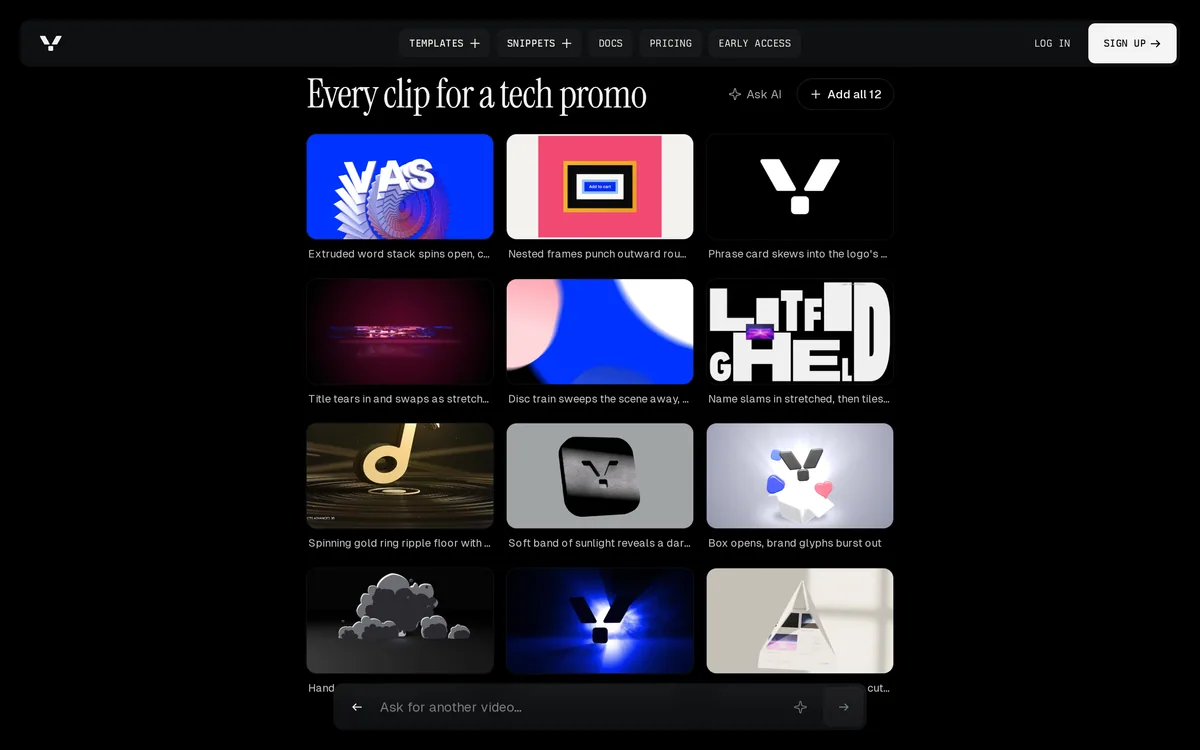 TEMPLATES
SNIPPETS
DOCS
PRICING
EARLY ACCESS
LOG IN
SIGN UP
Every clip for a tech promo
Ask AI
Add all 12
VAS
Add to cart
Extruded word stack spins open, c...
Nested frames punch outward rou...
Phrase card skews into the logo's ...
Title tears in and swaps as stretch...
Disc train sweeps the scene away, ...
Name slams in stretched, then tiles...
Spinning gold ring ripple floor with ...
Soft band of sunlight reveals a dar...
Box opens, brand glyphs burst out
Hand
cut...
Ask for another video...